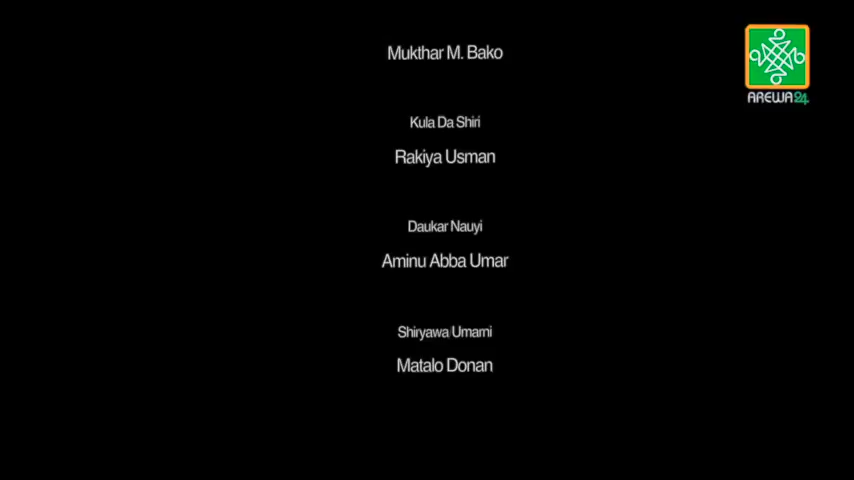 Mukthar M. Bako
AREWA24
Kula Da Shiri
Rakiya Usman
Daukar Nauyi
Aminu Abba Umar
Shiryawa Umarni
Matalo Donan